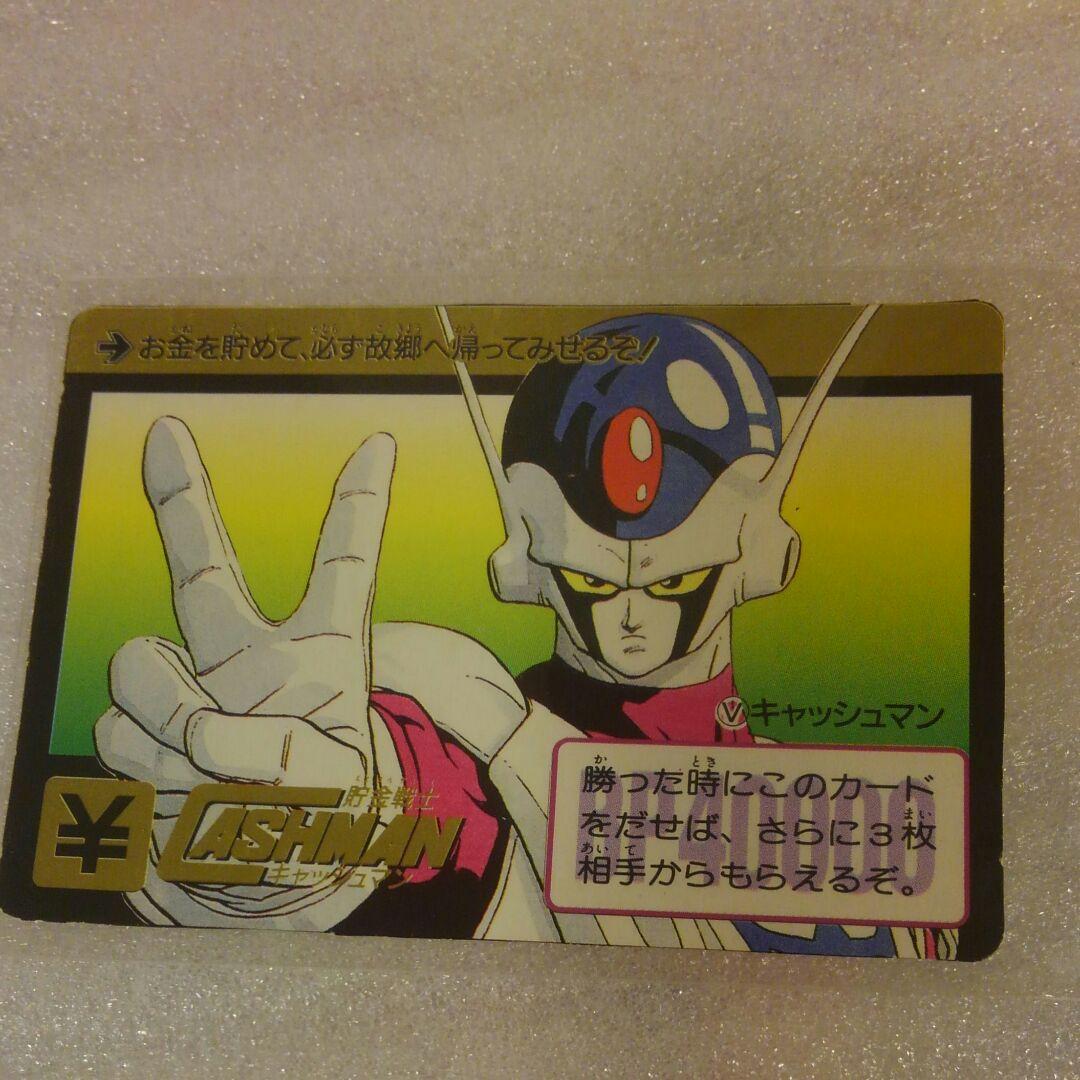 ➔お金を貯めて、必ず故郷へ帰ってみせるぞ!
Ⓥキャッシュマン
勝った時にこのカード
をだせば、さらに3枚
相手からもらえるぞ。
¥
貯金戦士
CASHMAN
キャッシュマン